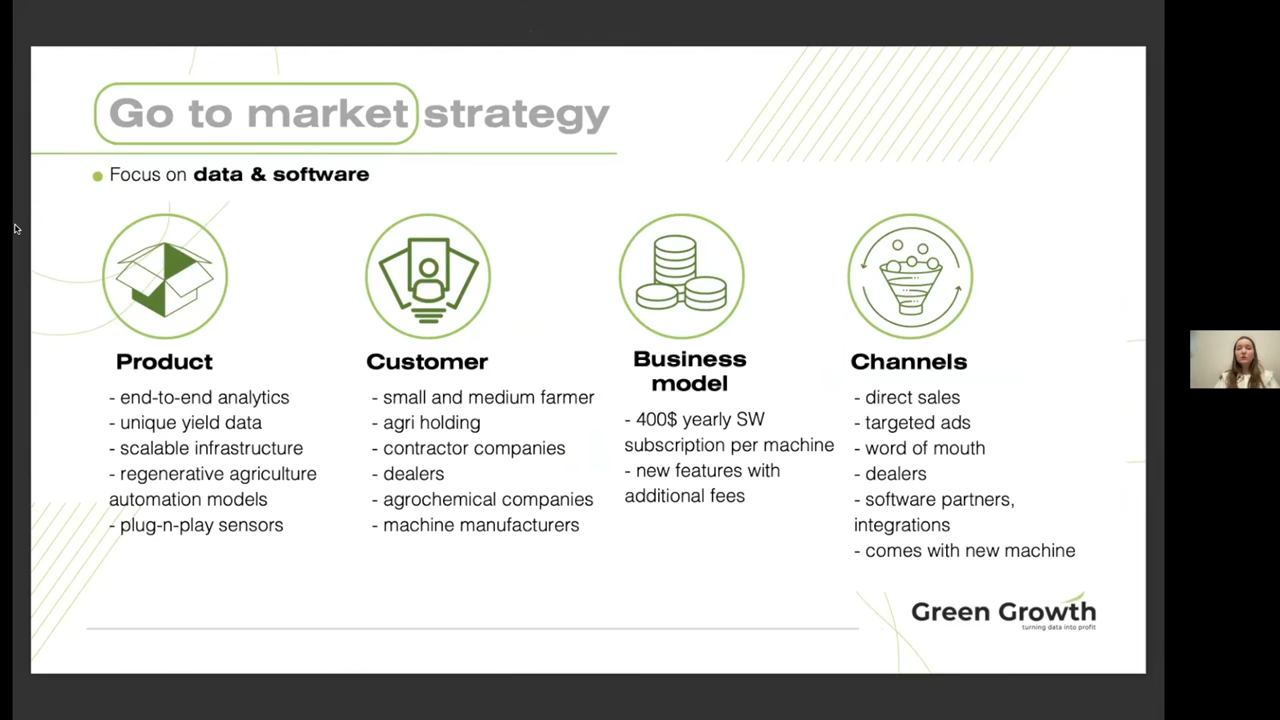 Go to market strategy
Focus on data & software
Product
- end-to-end analytics
- unique yield data
- scalable infrastructure
- regenerative agriculture
automation models
- plug-n-play sensors
Customer
- small and medium farmer
- agri holding
- contractor companies
- dealers
- agrochemical companies
- machine manufacturers
Business
model
- 400$ yearly SW
subscription per machine
- new features with
additional fees
Channels
- direct sales
- targeted ads
- word of mouth
- dealers
- software partners,
integrations
- comes with new machine
Green Growth
turning data into profit